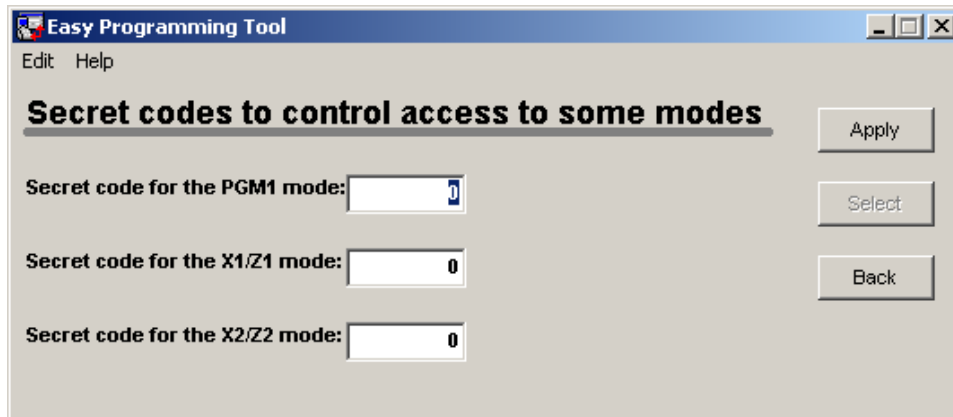 Easy Programming Tool
Edit Help
Secret codes to control access to some modes
Apply
Secret code for the PGM1 mode: 0
Select
Secret code for the X1/Z1 mode: 0
Back
Secret code for the X2/Z2 mode: 0